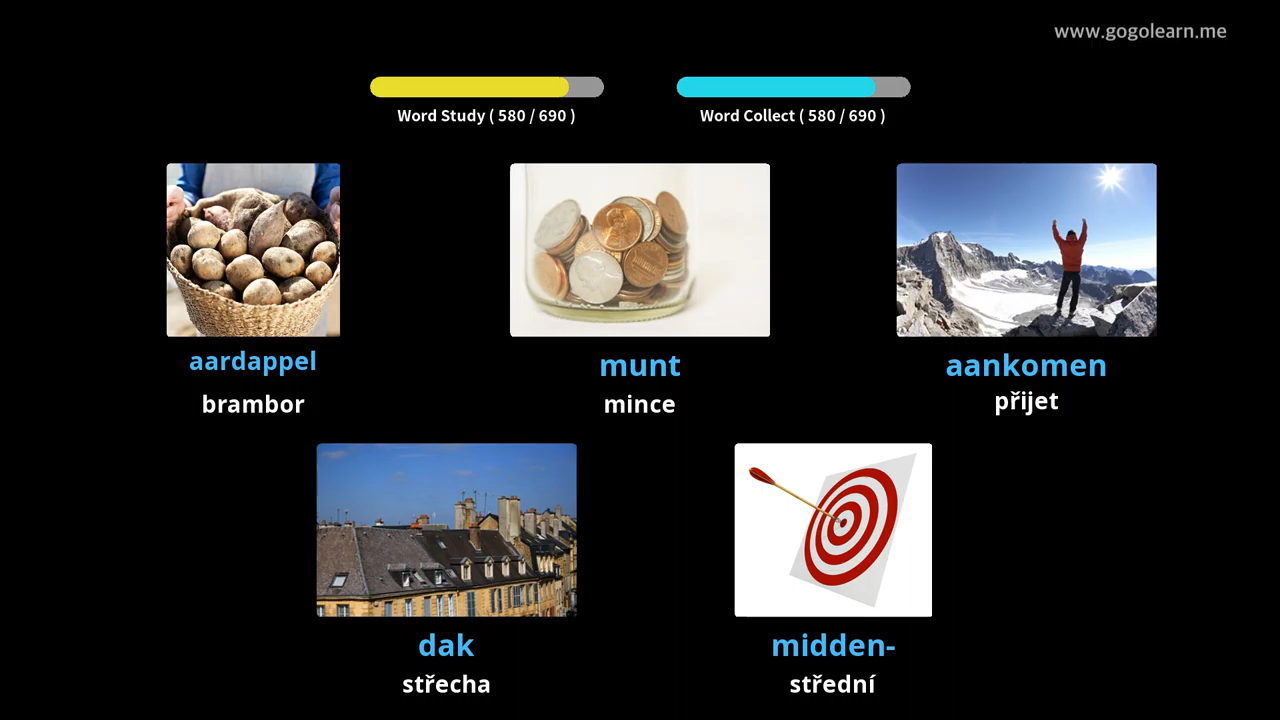 www.gogolearn.me
Word Study ( 580 / 690 )
Word Collect ( 580 / 690 )
aardappel
brambor
munt
mince
aankomen
přijet
dak
střecha
midden-
střední